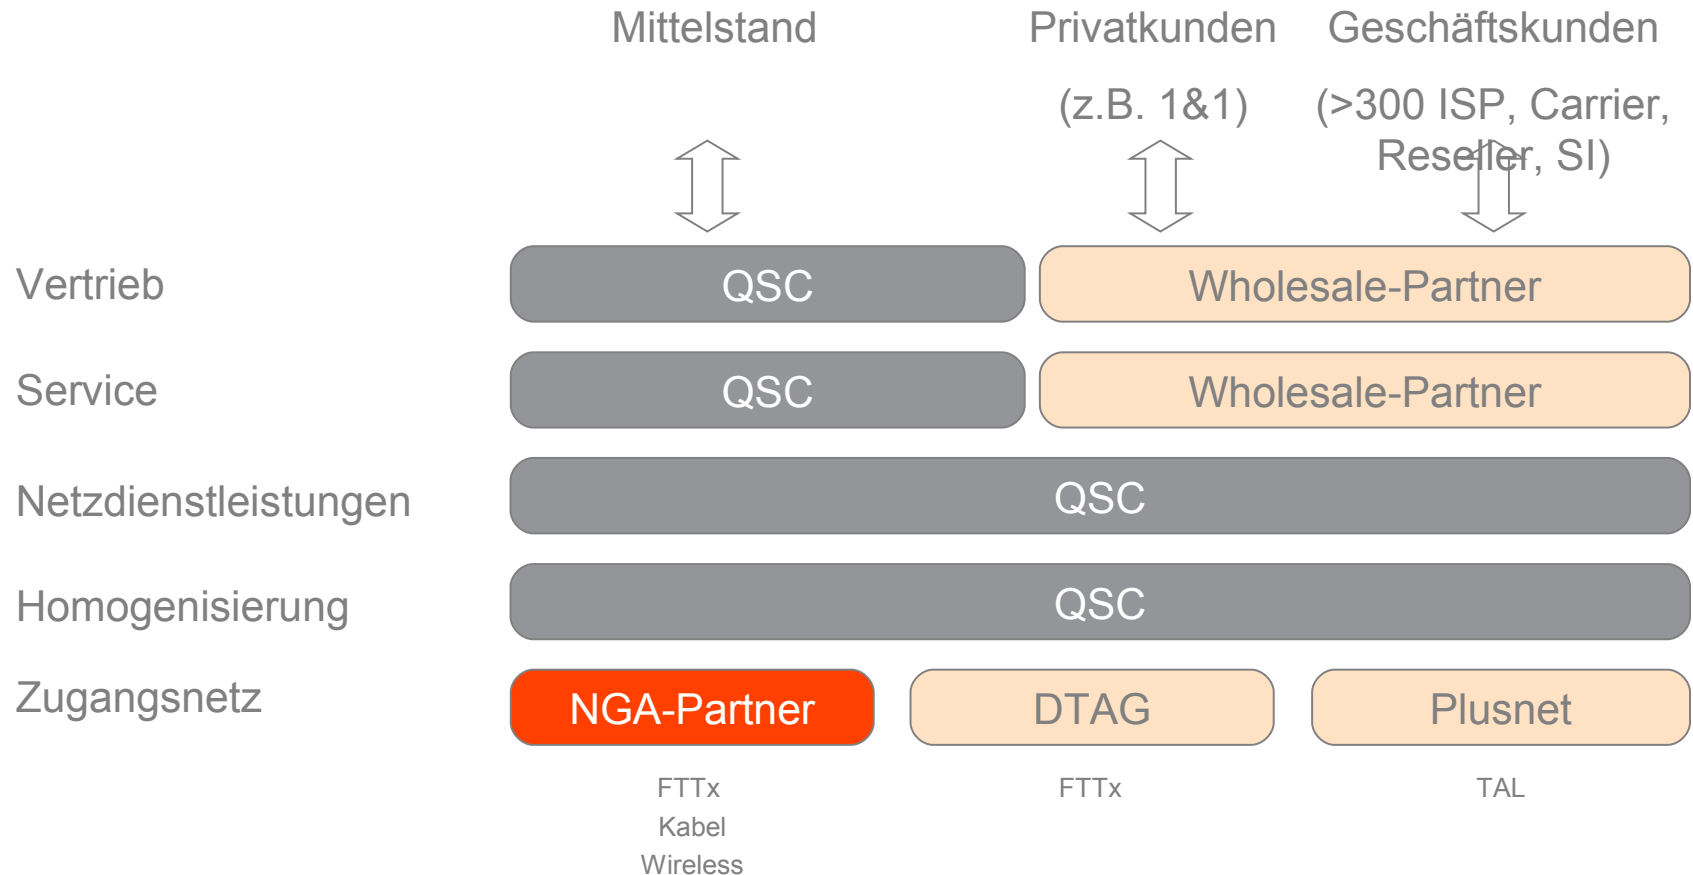 Mittelstand
Privatkunden
Geschäftskunden
(z.B. 1&1)
(>300 ISP, Carrier,
Reseller, SI)
Vertrieb
QSC
Wholesale-Partner
Service
QSC
Wholesale-Partner
Netzdienstleistungen
QSC
Homogenisierung
QSC
Zugangsnetz
NGA-Partner
DTAG
Plusnet
FTTx
FTTx
TAL
Kabel
Wireless